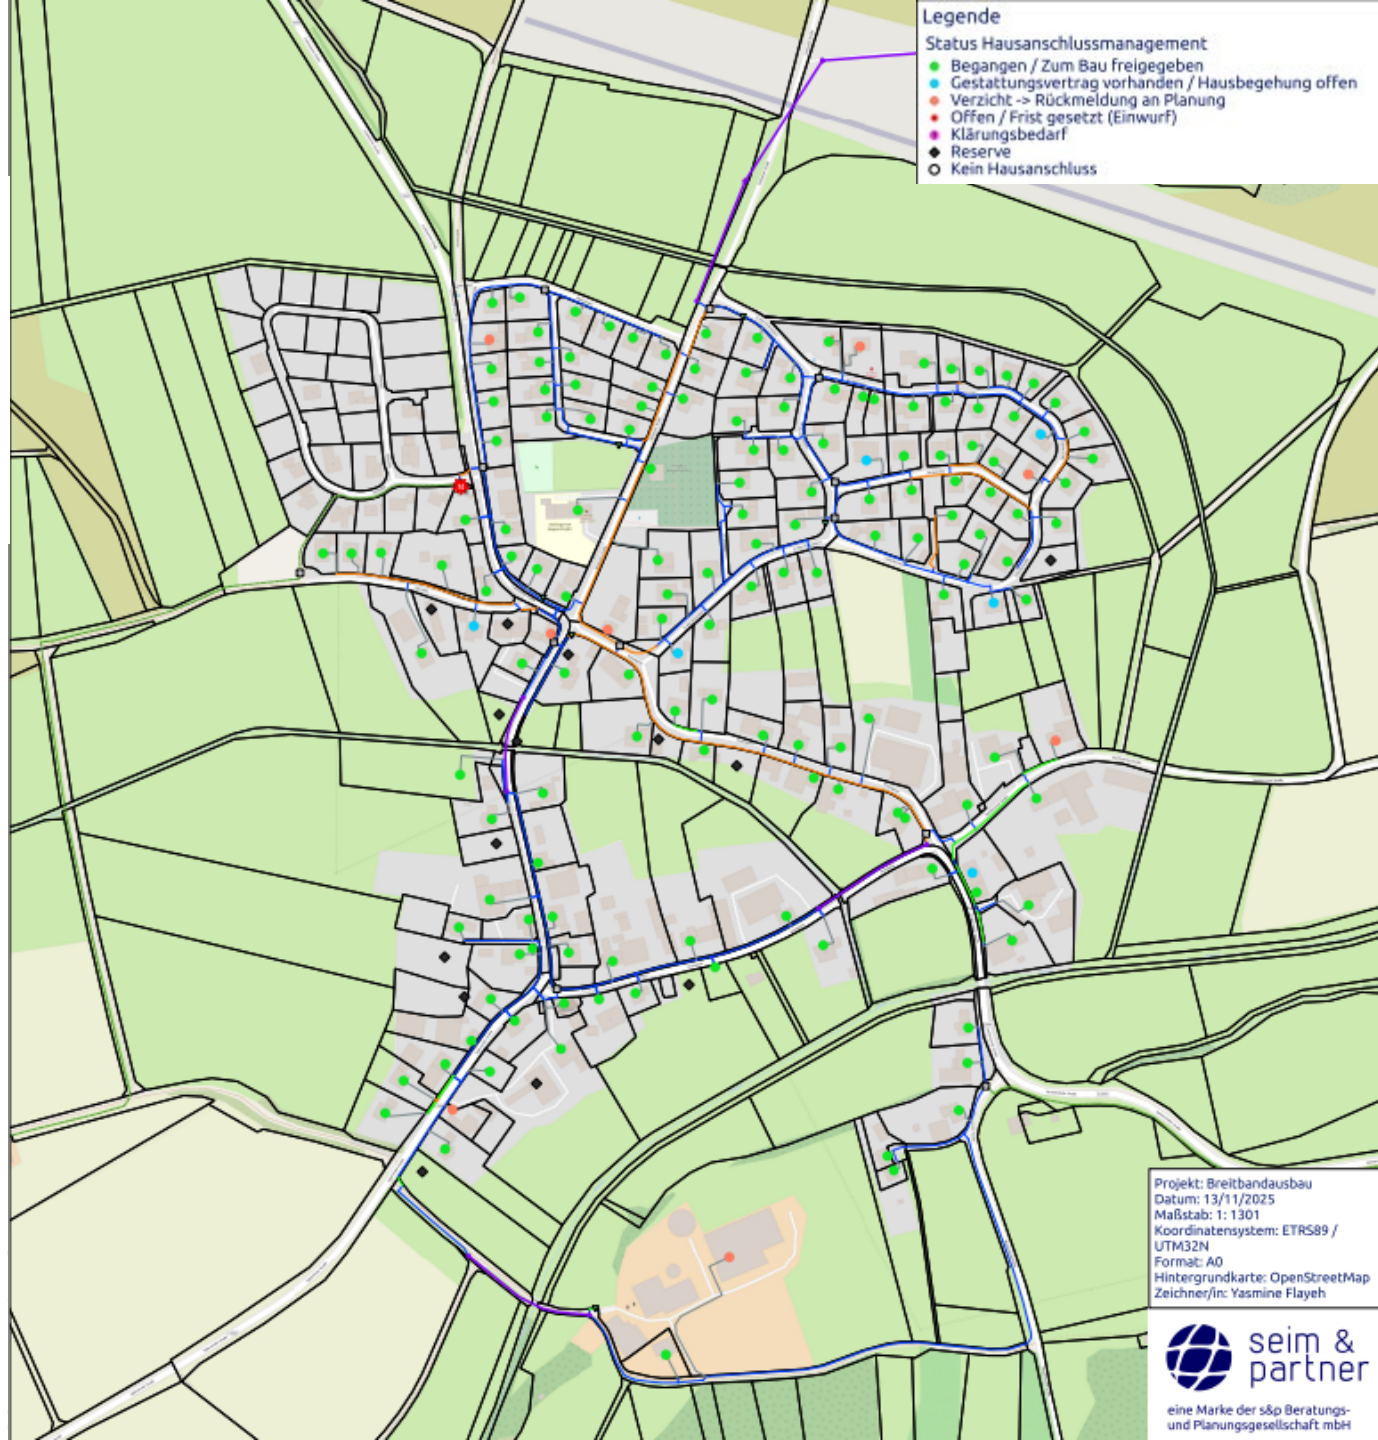 Legende
Status Hausanschlussmanagement
Begangen / Zum Bau freigegeben
Gestattungsvertrag vorhanden / Hausbegehung offen
Verzicht -> Rückmeldung an Planung
Offen / Frist gesetzt (Einwurf)
Klärungsbedarf
Reserve
Kein Hausanschluss
Projekt: Breitbandausbau
Datum: 13/11/2025
Maßstab: 1: 1301
Koordinatensystem: ETRS89 /
UTM32N
Format: A0
Hintergrundkarte: OpenStreetMap
Zeichner/in: Yasmine Flayeh
seim &
partner
eine Marke der s&p Beratungs-
und Planungsgesellschaft mbH